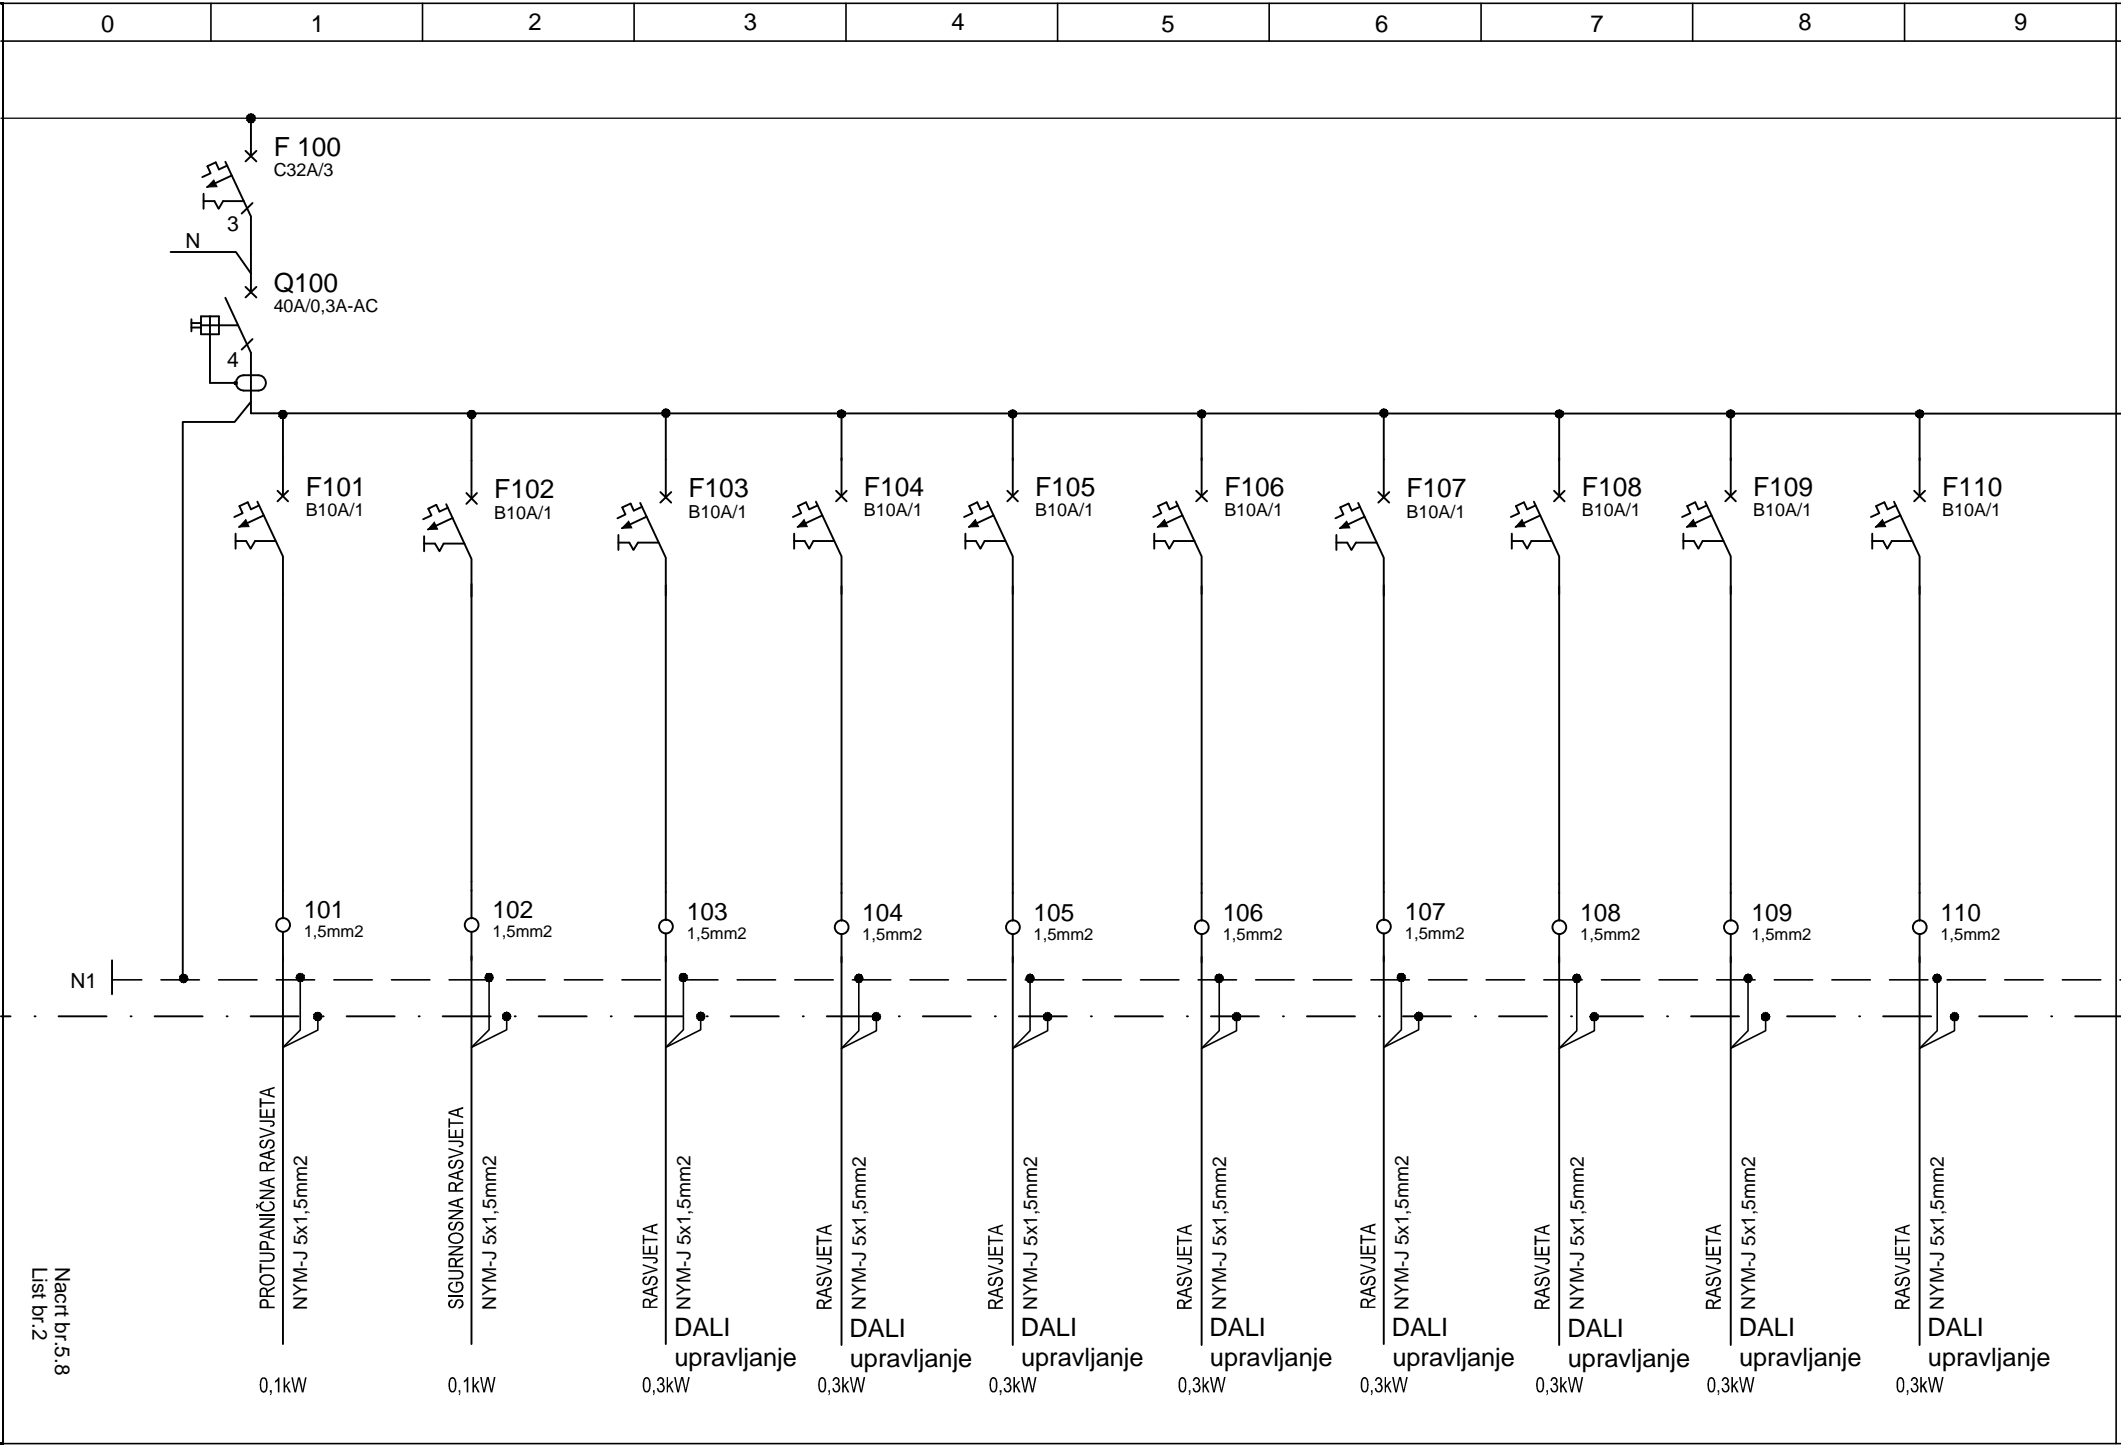 0 1 2 3 4 5 6 7 8 9
F 100
C32A/3
3
N
Q100
40A/0,3A-AC
4
F101 F102 F103 F104 F105 F106 F107 F108 F109 F110
B10A/1 B10A/1 B10A/1 B10A/1 B10A/1 B10A/1 B10A/1 B10A/1 B10A/1 B10A/1
101 102 103 104 105 106 107 108 109 110
1,5mm2 1,5mm2 1,5mm2 1,5mm2 1,5mm2 1,5mm2 1,5mm2 1,5mm2 1,5mm2 1,5mm2
N1
PROTUPANIČNA RASVJETA
NYM-J 5x1,5mm2
SIGURNOSNA RASVJETA
NYM-J 5x1,5mm2
RASVJETA
NYM-J 5x1,5mm2
RASVJETA
NYM-J 5x1,5mm2
RASVJETA
NYM-J 5x1,5mm2
RASVJETA
NYM-J 5x1,5mm2
RASVJETA
NYM-J 5x1,5mm2
RASVJETA
NYM-J 5x1,5mm2
RASVJETA
NYM-J 5x1,5mm2
RASVJETA
NYM-J 5x1,5mm2
DALI DALI DALI DALI DALI DALI DALI DALI
upravljanje upravljanje upravljanje upravljanje upravljanje upravljanje upravljanje upravljanje
0,1kW 0,1kW 0,3kW 0,3kW 0,3kW 0,3kW 0,3kW 0,3kW 0,3kW 0,3kW
Nacrt br.5.8
List br.2